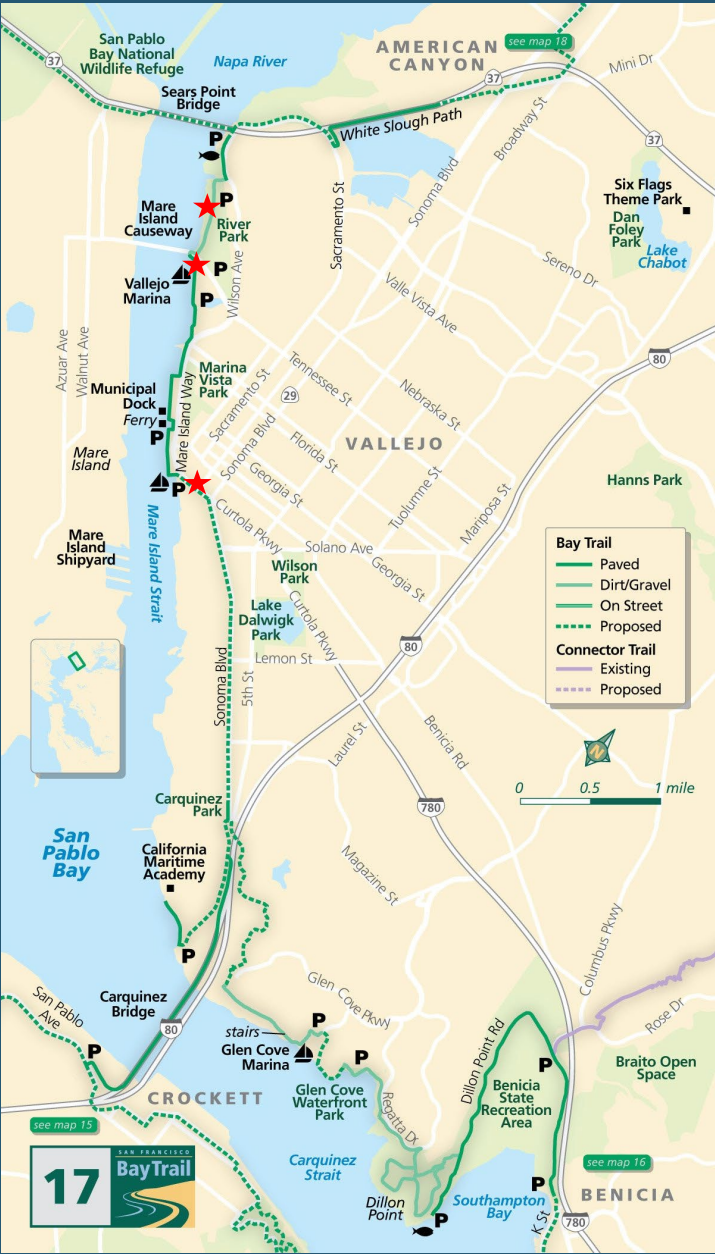 San Pablo
Bay National
Wildlife Refuge
37
Napa River
AMERICAN
CANYON
see map 18
37
Mini Dr
Sears Point
Bridge
P
White Slough Path
Broadway St
37
Sonoma Blvd
Six Flags
Theme Park
Dan
Foley
Park
Lake
Chabot
Mare
Island
Causeway
P
River
Park
Sacramento St
Vallejo
Marina
P
P
Wilson Ave
Sereno Dr
Valle Vista Ave
80
Azuar Ave
Walnut Ave
Marina
Vista
Park
Municipal
Dock
Ferry
P
Mare Island Way
Sacramento St
29
Tennessee St
Nebraska St
Sonoma Blvd
Florida St
VALLEJO
Mare
Island
P
Georgia St
Tuolumne St
Mariposa St
Hanns Park
Curtola Pkwy
Mare
Island
Shipyard
Mare Island Strait
Solano Ave
Georgia St
Wilson
Park
Curtola Pkwy
Lake
Dalwigk
Park
80
Lemon St
Sonoma Blvd
5th St
Bay Trail
Paved
Dirt/Gravel
On Street
Proposed
Connector Trail
Existing
Proposed
N
0 0.5 1 mile
Laurel St
Benicia Rd
780
Carquinez
Park
San
Pablo
Bay
California
Maritime
Academy
Magazine St
P
Columbus Pkwy
San Pablo
Ave
Carquinez
Bridge
80
Glen Cove Pkwy
stairs
P
Glen Cove
Marina
P
Dillon Point Rd
Rose Dr
P
P
Braito Open
Space
Glen Cove
Waterfront
Park
Regatta Dr
Benicia
State
Recreation
Area
CROCKETT
see map 15
17
SAN FRANCISCO
BayTrail
Carquinez
Strait
Dillon
Point
P
Southampton
Bay
P
K St
see map 16
BENICIA
780